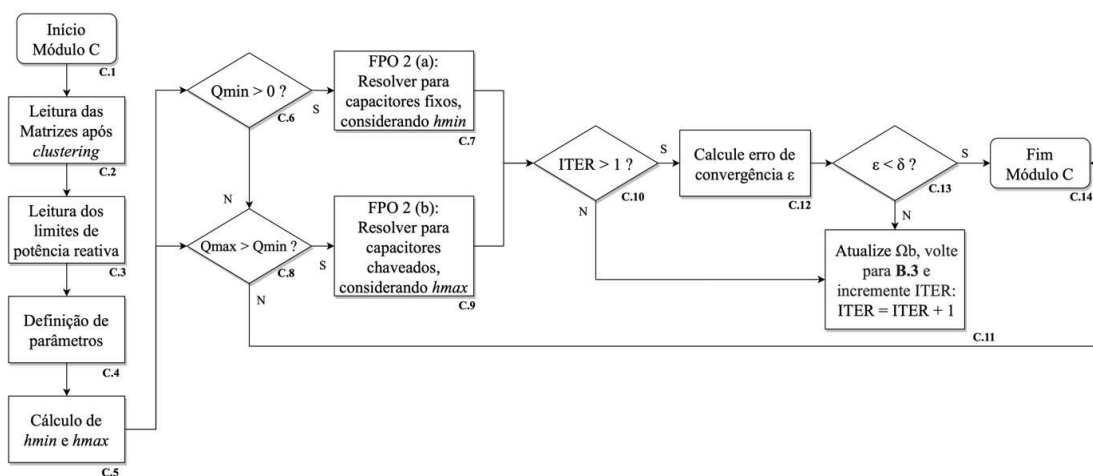 Início
Módulo C
C.1
Leitura das
Matrizes após
clustering
C.2
Leitura dos
limites de
potência reativa
C.3
Definição de
parâmetros
C.4
Cálculo de
hmin e hmax
C.5
Qmin > 0 ?
C.6
S
N
FPO 2 (a):
Resolver para
capacitores fixos,
considerando hmin
C.7
Qmax > Qmin ?
C.8
S
N
FPO 2 (b):
Resolver para
capacitores
chaveados,
considerando hmax
C.9
ITER > 1 ?
C.10
S
N
Calcule erro de
convergência ε
C.12
ε < δ ?
C.13
S
N
Atualize Ωb, volte
para B.3 e
incremente ITER:
ITER = ITER + 1
C.11
Fim
Módulo C
C.14